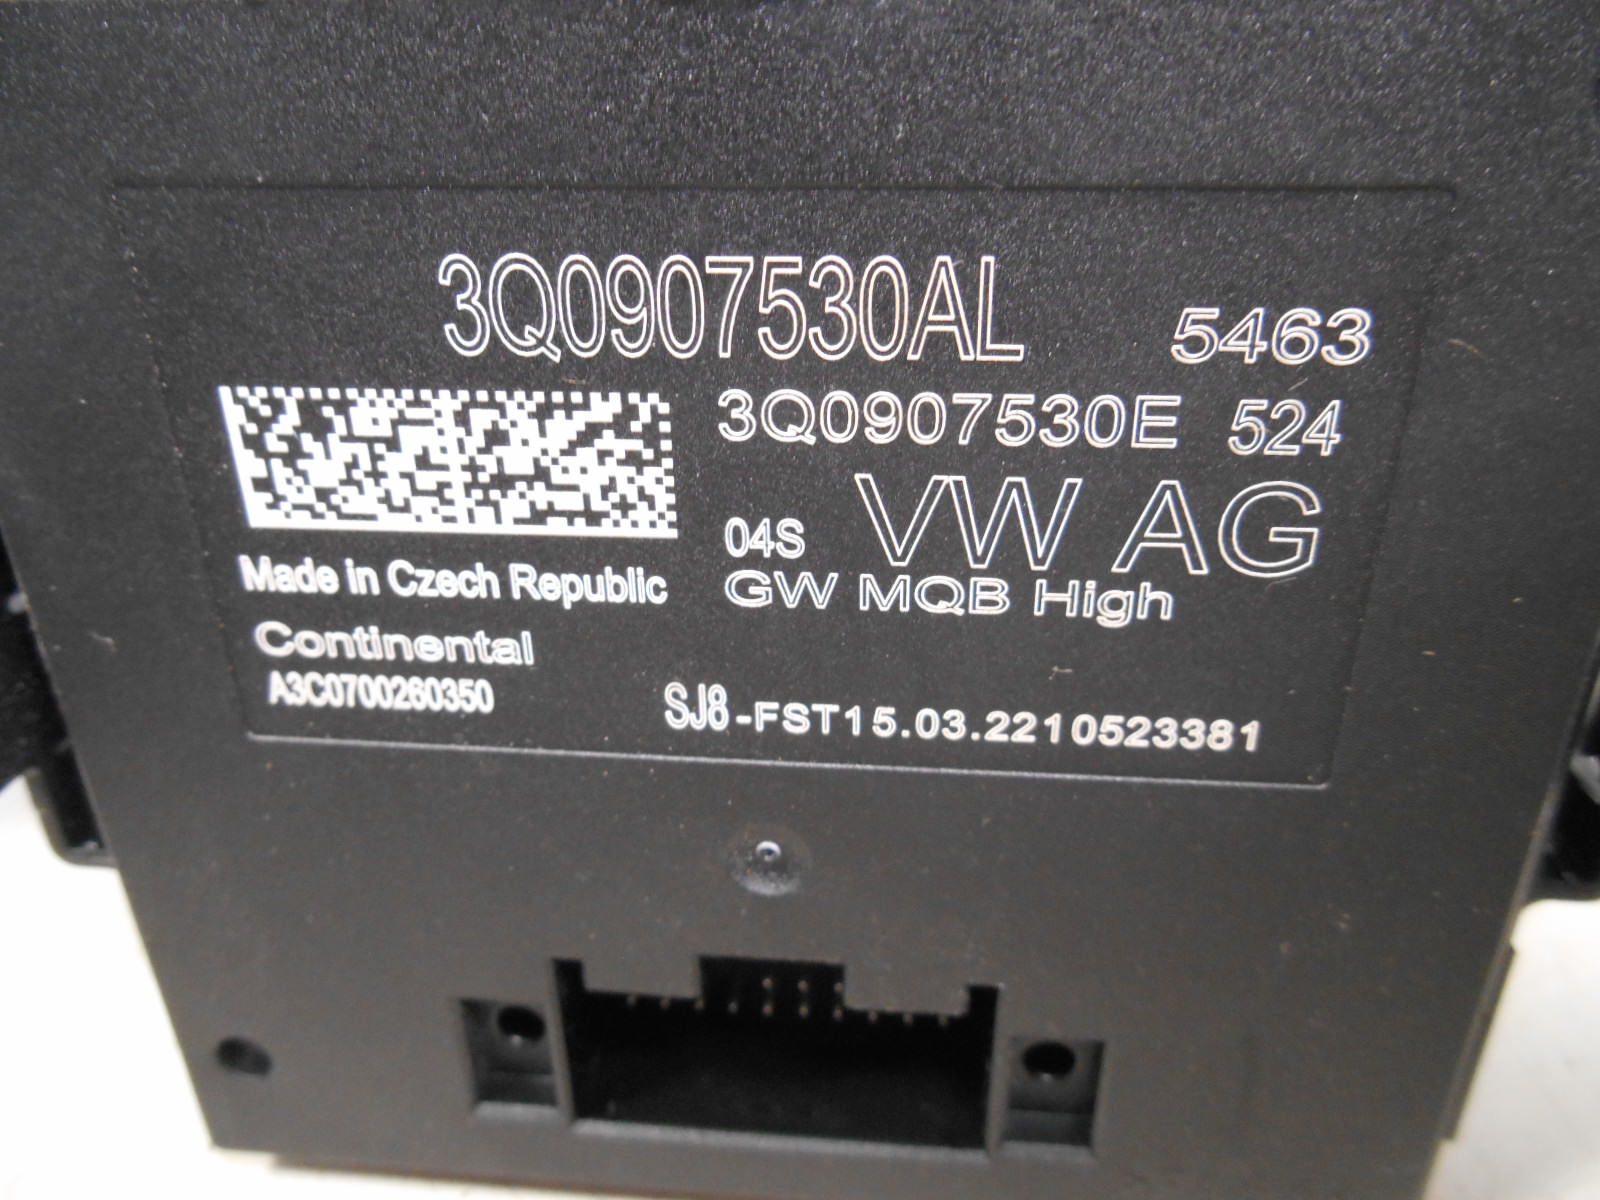 3Q0907530AL 5463
3Q0907530E 524
04S VW AG
GW MQB High
Made in Czech Republic
Continental
A3C0700260350
SJ8-FST15.03.2210523381